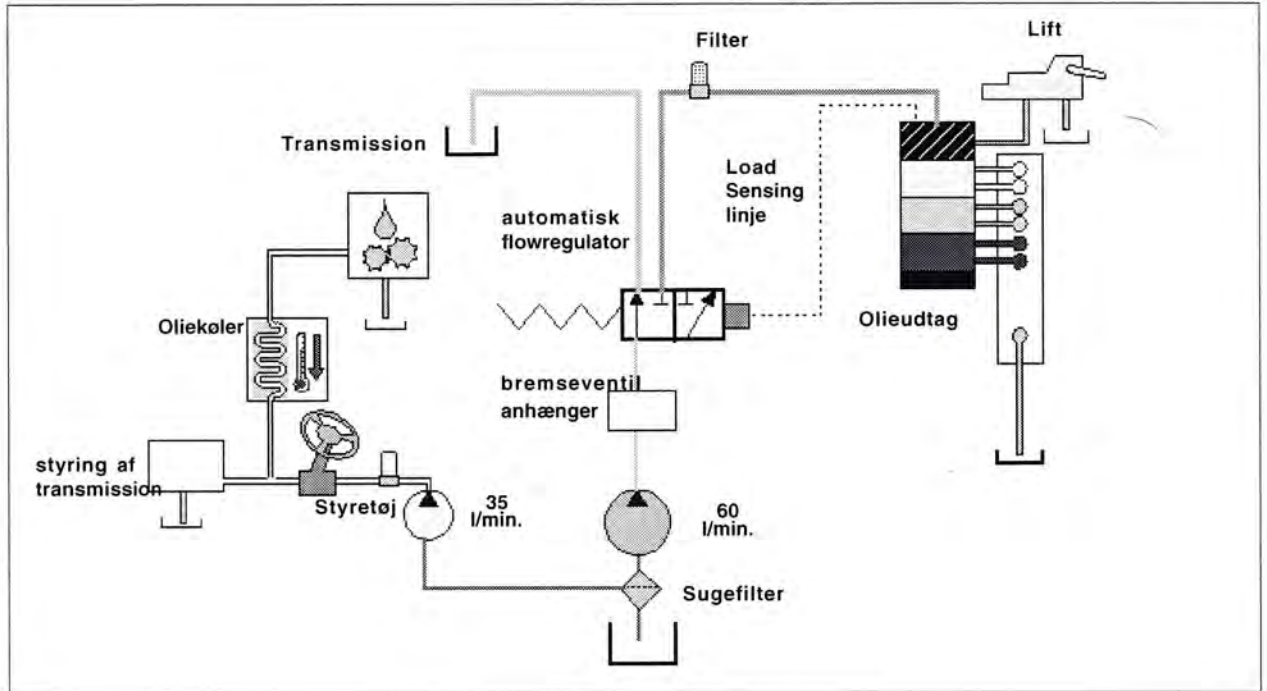 Filter
Lift
Transmission
Load
Sensing
linje
automatisk
flowregulator
Oliekøler
Olieudtag
bremseventil
anhænger
styring af
transmission
Styretøj
35
l/min.
60
l/min.
Sugefilter